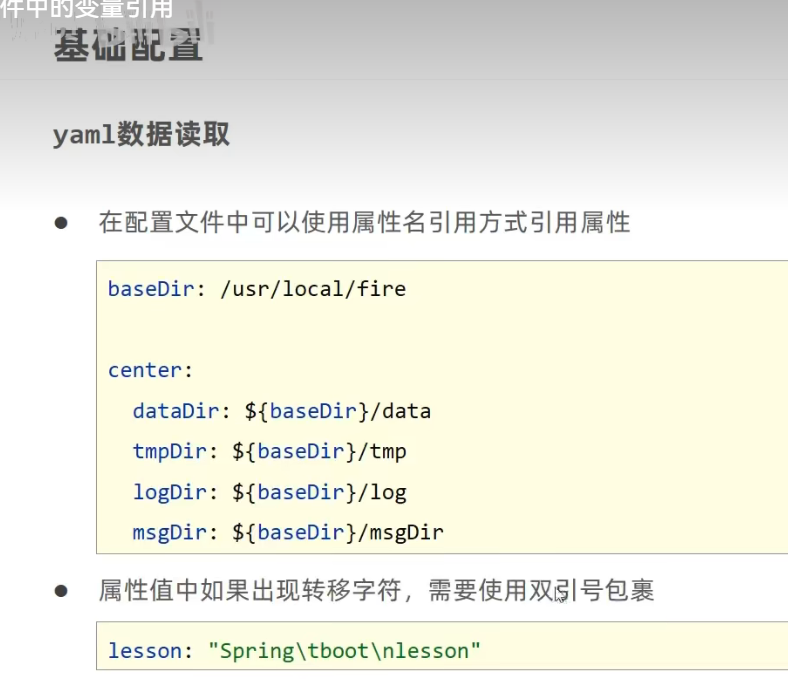 件中的变量引用
基础配置
yaml数据读取
● 在配置文件中可以使用属性名引用方式引用属性
baseDir: /usr/local/fire
center:
  dataDir: ${baseDir}/data
  tmpDir: ${baseDir}/tmp
  logDir: ${baseDir}/log
  msgDir: ${baseDir}/msgDir
● 属性值中如果出现转移字符，需要使用双引号包裹
lesson: "Spring\tboot\nlesson"